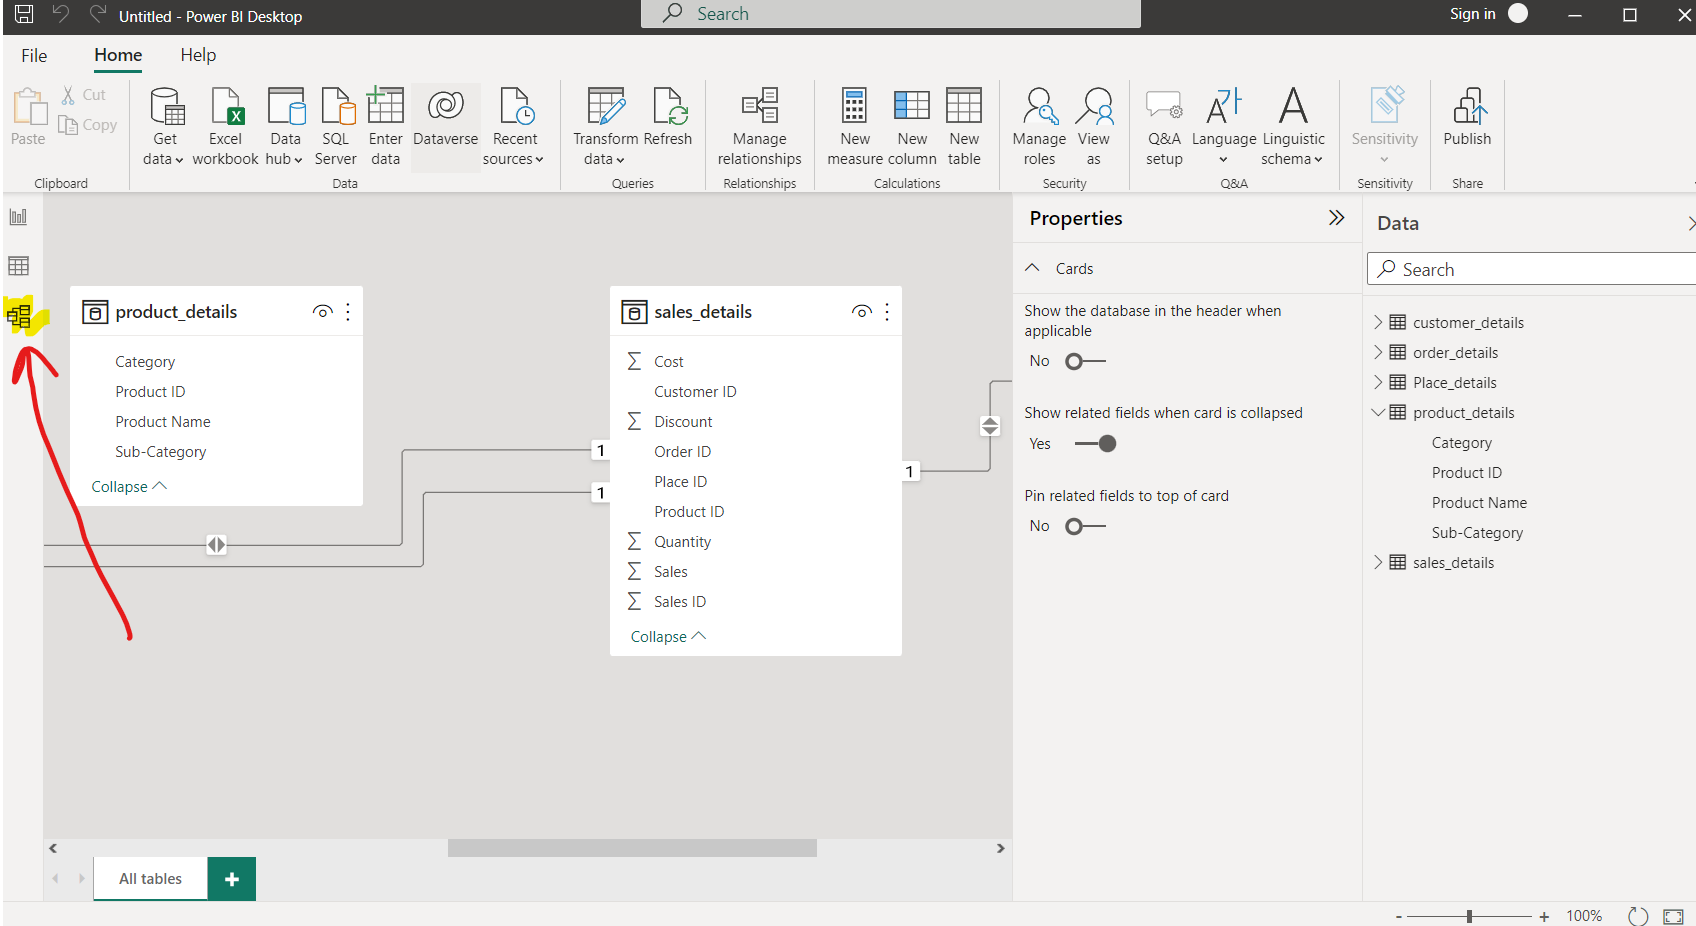 Untitled - Power BI Desktop
Search
Sign in
File
Home
Help
Paste
Cut
Copy
Get data
Excel workbook
Data hub
SQL Server
Enter data
Dataverse
Recent sources
Transform data
Refresh
Manage relationships
New measure
New column
New table
Manage roles
View as
Q&A setup
Language
Linguistic schema
Sensitivity
Publish
Clipboard
Data
Queries
Relationships
Calculations
Security
Q&A
Sensitivity
Share
product_details
Category
Product ID
Product Name
Sub-Category
Collapse
sales_details
Cost
Customer ID
Discount
Order ID
Place ID
Product ID
Quantity
Sales
Sales ID
Collapse
1
1
1
Properties
Cards
Show the database in the header when
applicable
No
Show related fields when card is collapsed
Yes
Pin related fields to top of card
No
Data
Search
customer_details
order_details
Place_details
product_details
Category
Product ID
Product Name
Sub-Category
sales_details
All tables
+
- + 100%